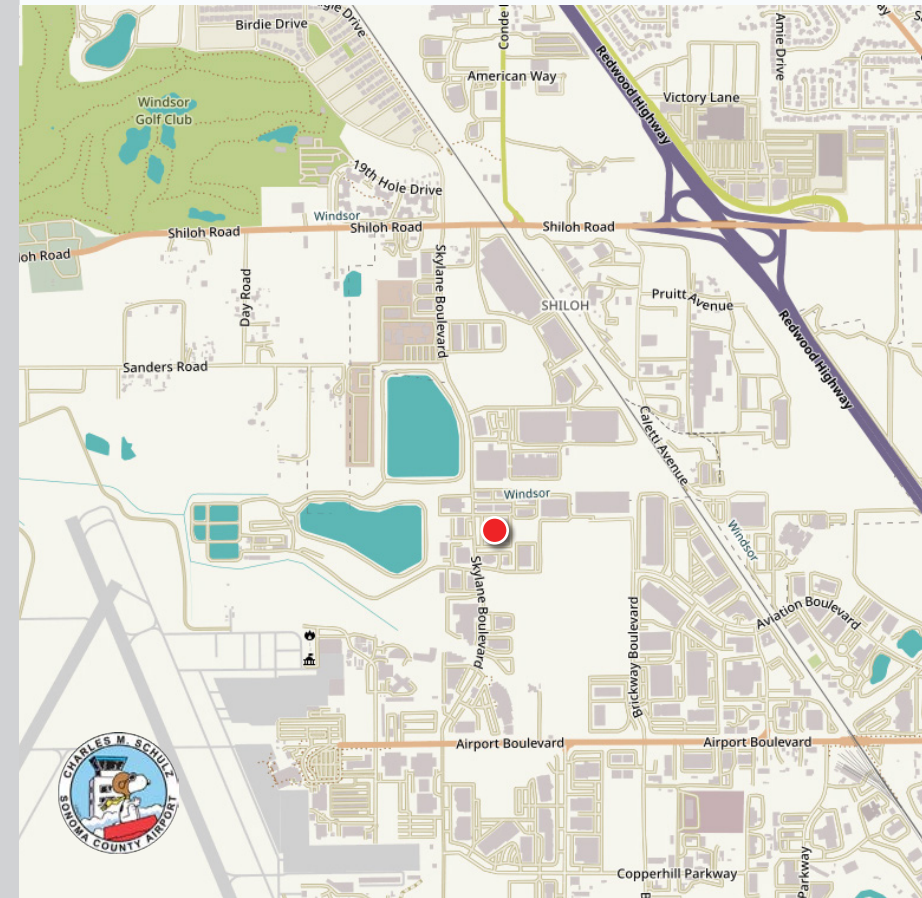 Birdie Drive
gle Drive
Conde
Redwood Highway
Amie Drive
American Way
Victory Lane
Windsor
Golf Club
19th Hole Drive
Windsor
Shiloh Road
Shiloh Road
Shiloh Road
loh Road
Day Road
Skylane Boulevard
SHILOH
Pruitt Avenue
Redwood Highway
Sanders Road
Caletti Avenue
Windsor
Windsor
Skylane Boulevard
Brickway Boulevard
Aviation Boulevard
Airport Boulevard
Airport Boulevard
CHARLES M. SCHULZ
SONOMA COUNTY AIRPORT
Copperhill Parkway
Parkway